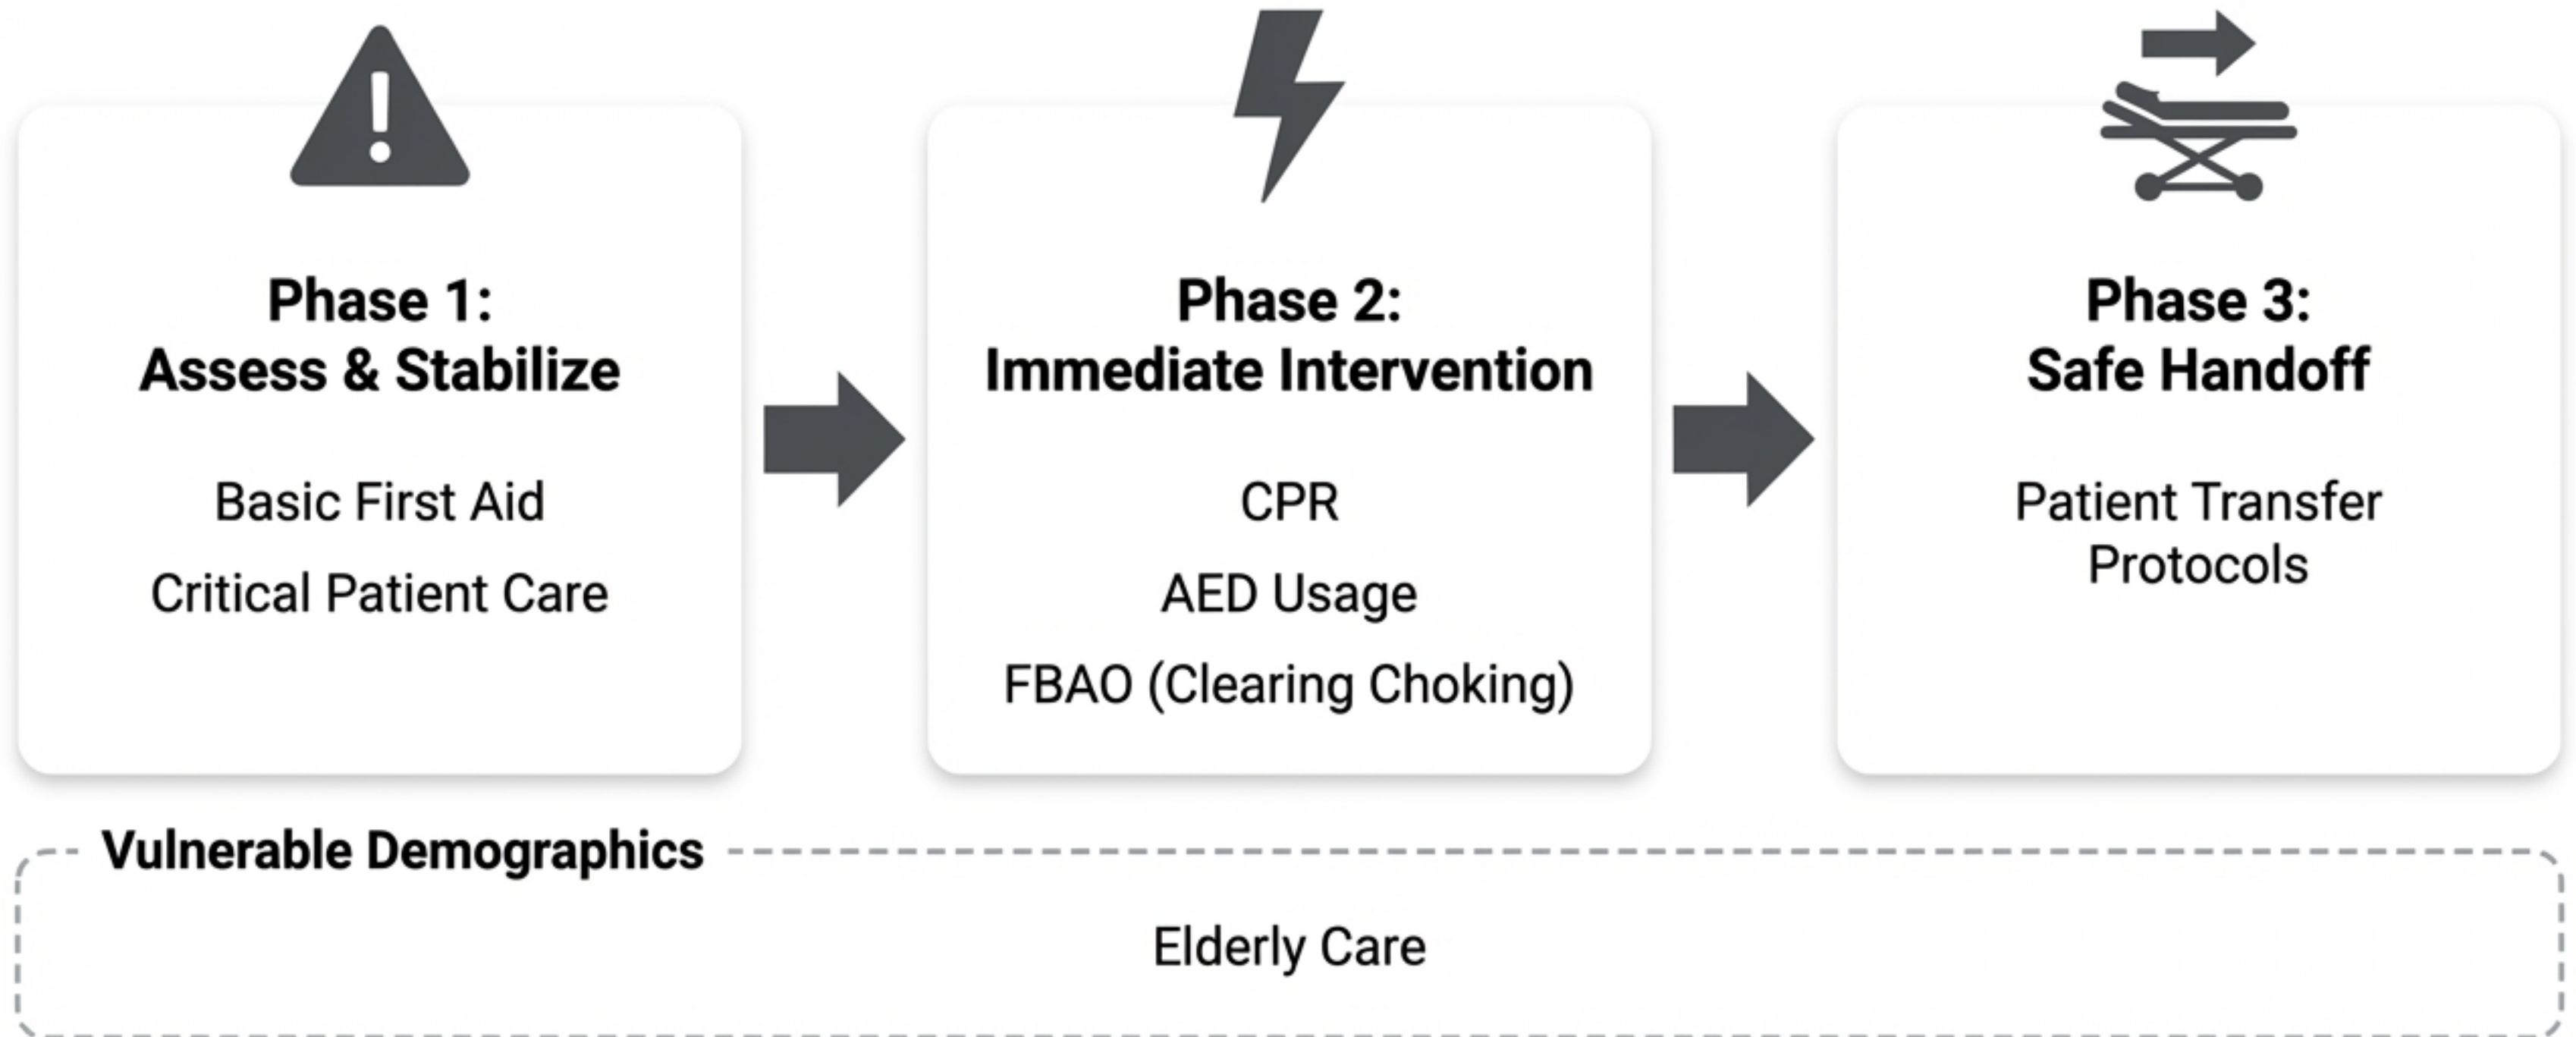 Phase 1:
Assess & Stabilize
Basic First Aid
Critical Patient Care
Phase 2:
Immediate Intervention
CPR
AED Usage
FBAO (Clearing Choking)
Phase 3:
Safe Handoff
Patient Transfer
Protocols
Vulnerable Demographics
Elderly Care